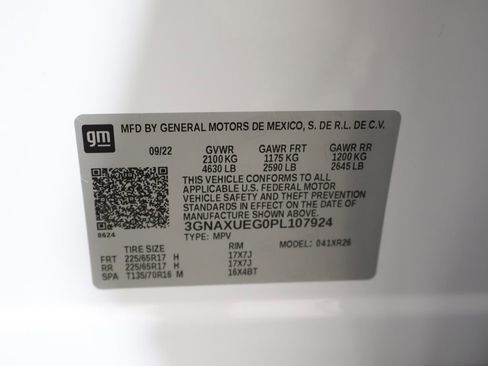 gm MFD BY GENERAL MOTORS DE MEXICO, S. DE R.L. DE C.V.
09/22 GVWR GAWR FRT GAWR RR
2100 KG 1175 KG 1200 KG
4630 LB 2590 LB 2645 LB
THIS VEHICLE CONFORMS TO ALL
APPLICABLE U.S. FEDERAL MOTOR
VEHICLE SAFETY AND THEFT PREVENTION
STANDARDS IN EFFECT ON THE DATE OF
MANUFACTURE SHOWN ABOVE.
3GNAXUEG0PL107924
8624 TYPE: MPV MODEL: 041XR26
TIRE SIZE RIM
FRT 225/65R17 H 17X7J
RR 225/65R17 H 17X7J
SPA T135/70R16 M 16X4BT